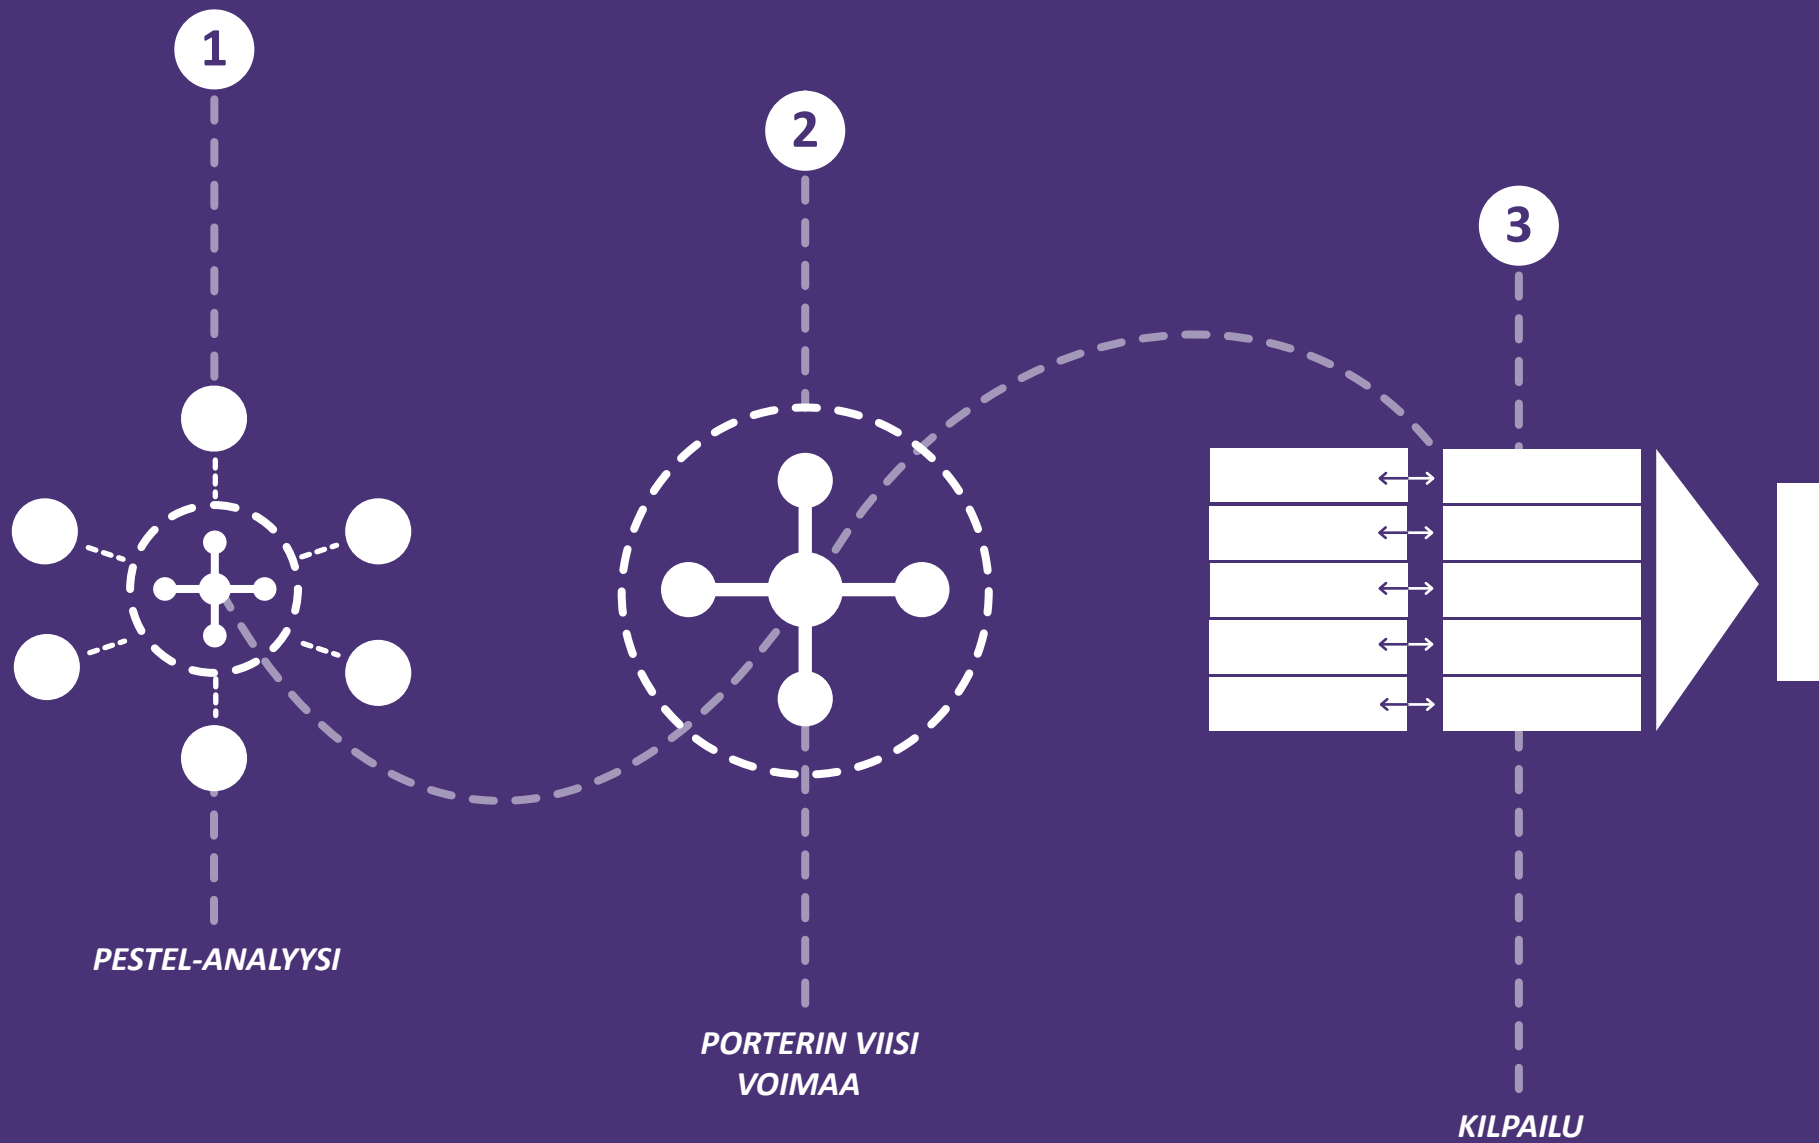 1
2
3
PESTEL-ANALYYSI
PORTERIN VIISI
VOIMAA
KILPAILU